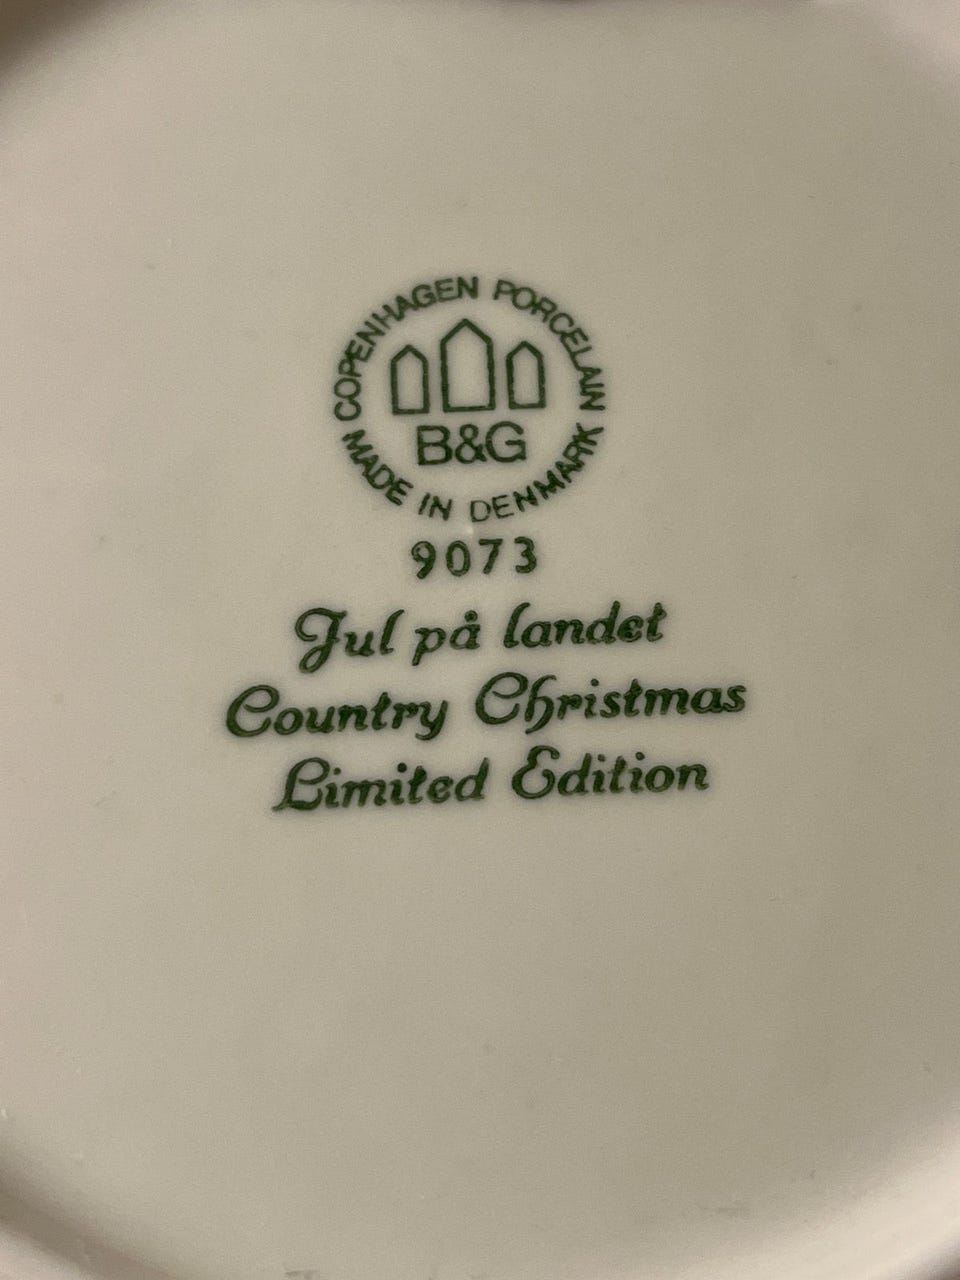 COPENHAGEN PORCELAIN
B&G
MADE IN DENMARK
9073
Jul på landet
Country Christmas
Limited Edition